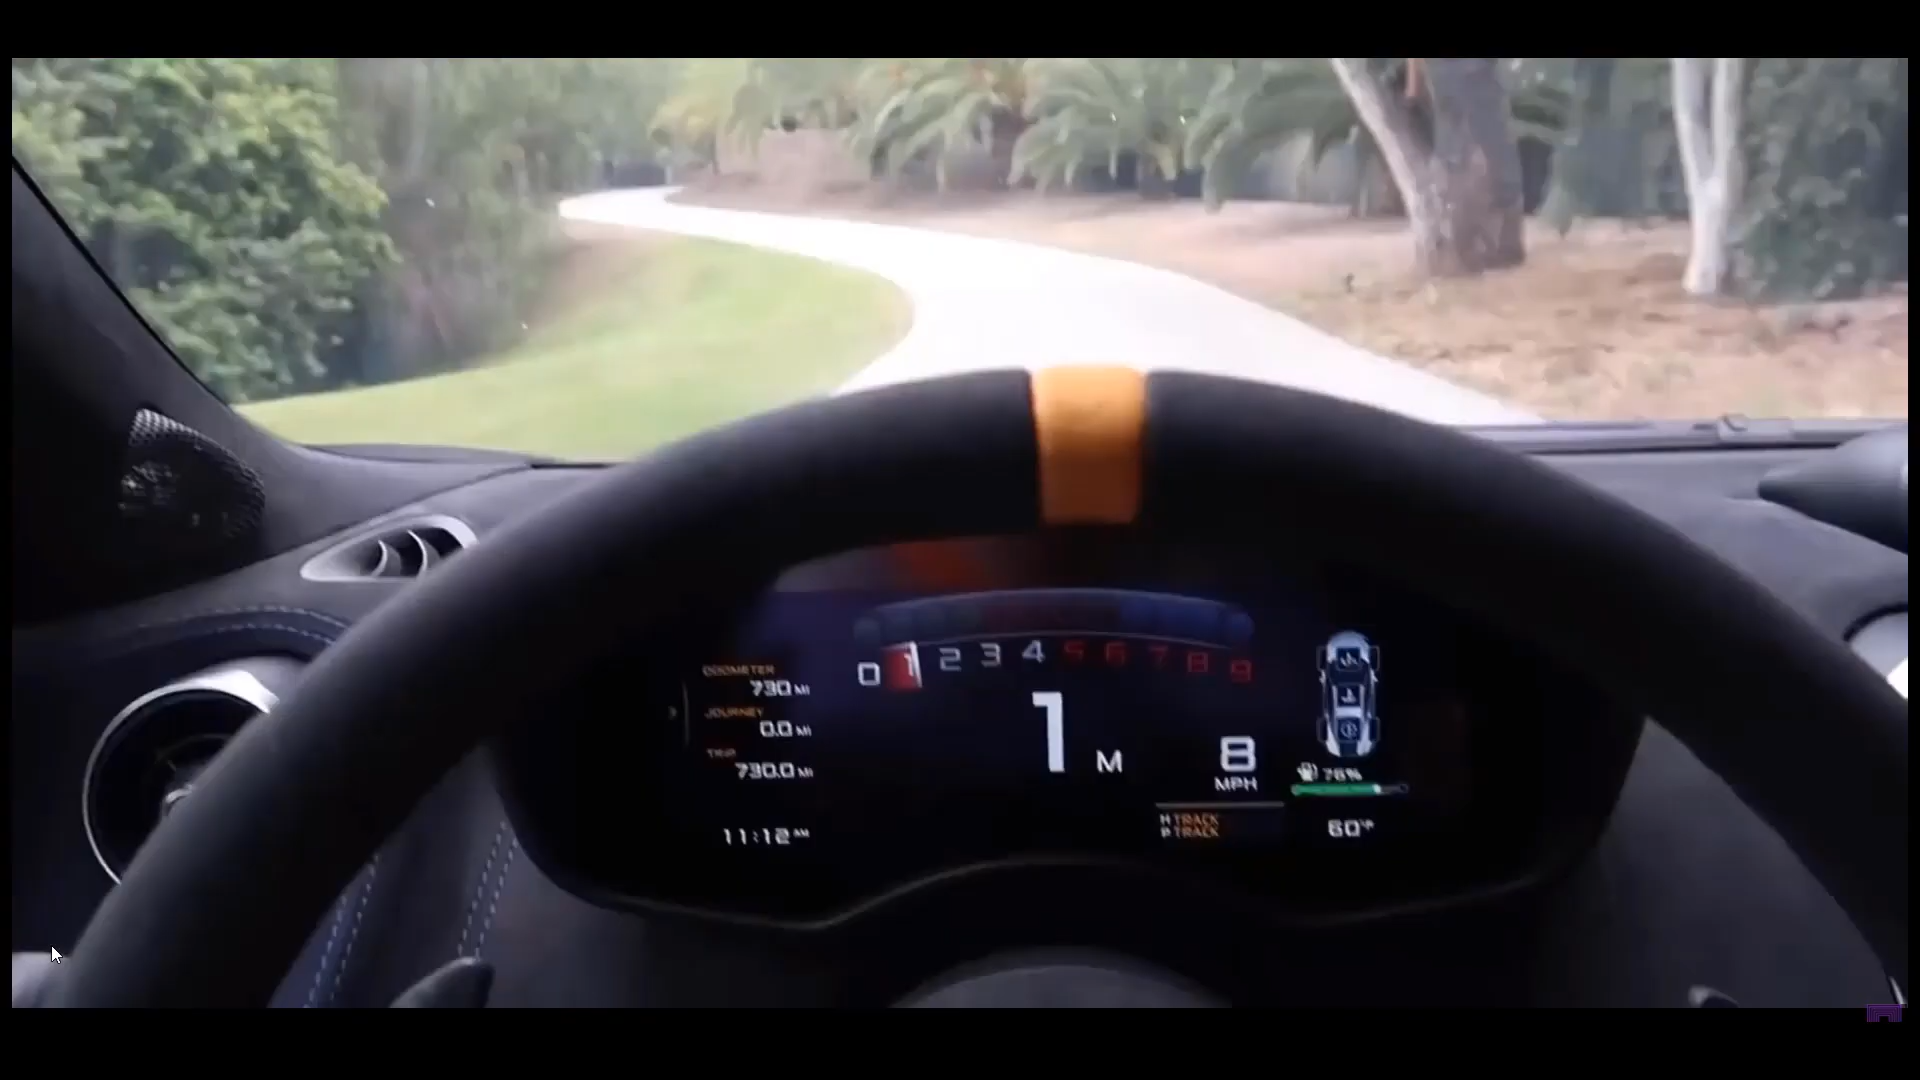 0 1 2 3 4 5 6 7 8 9
ODOMETER
730 MI
JOURNEY
0.0 MI
TRIP
730.0 MI
1 M
8
MPH
76%
11:12 AM
H TRACK
P TRACK
60°F